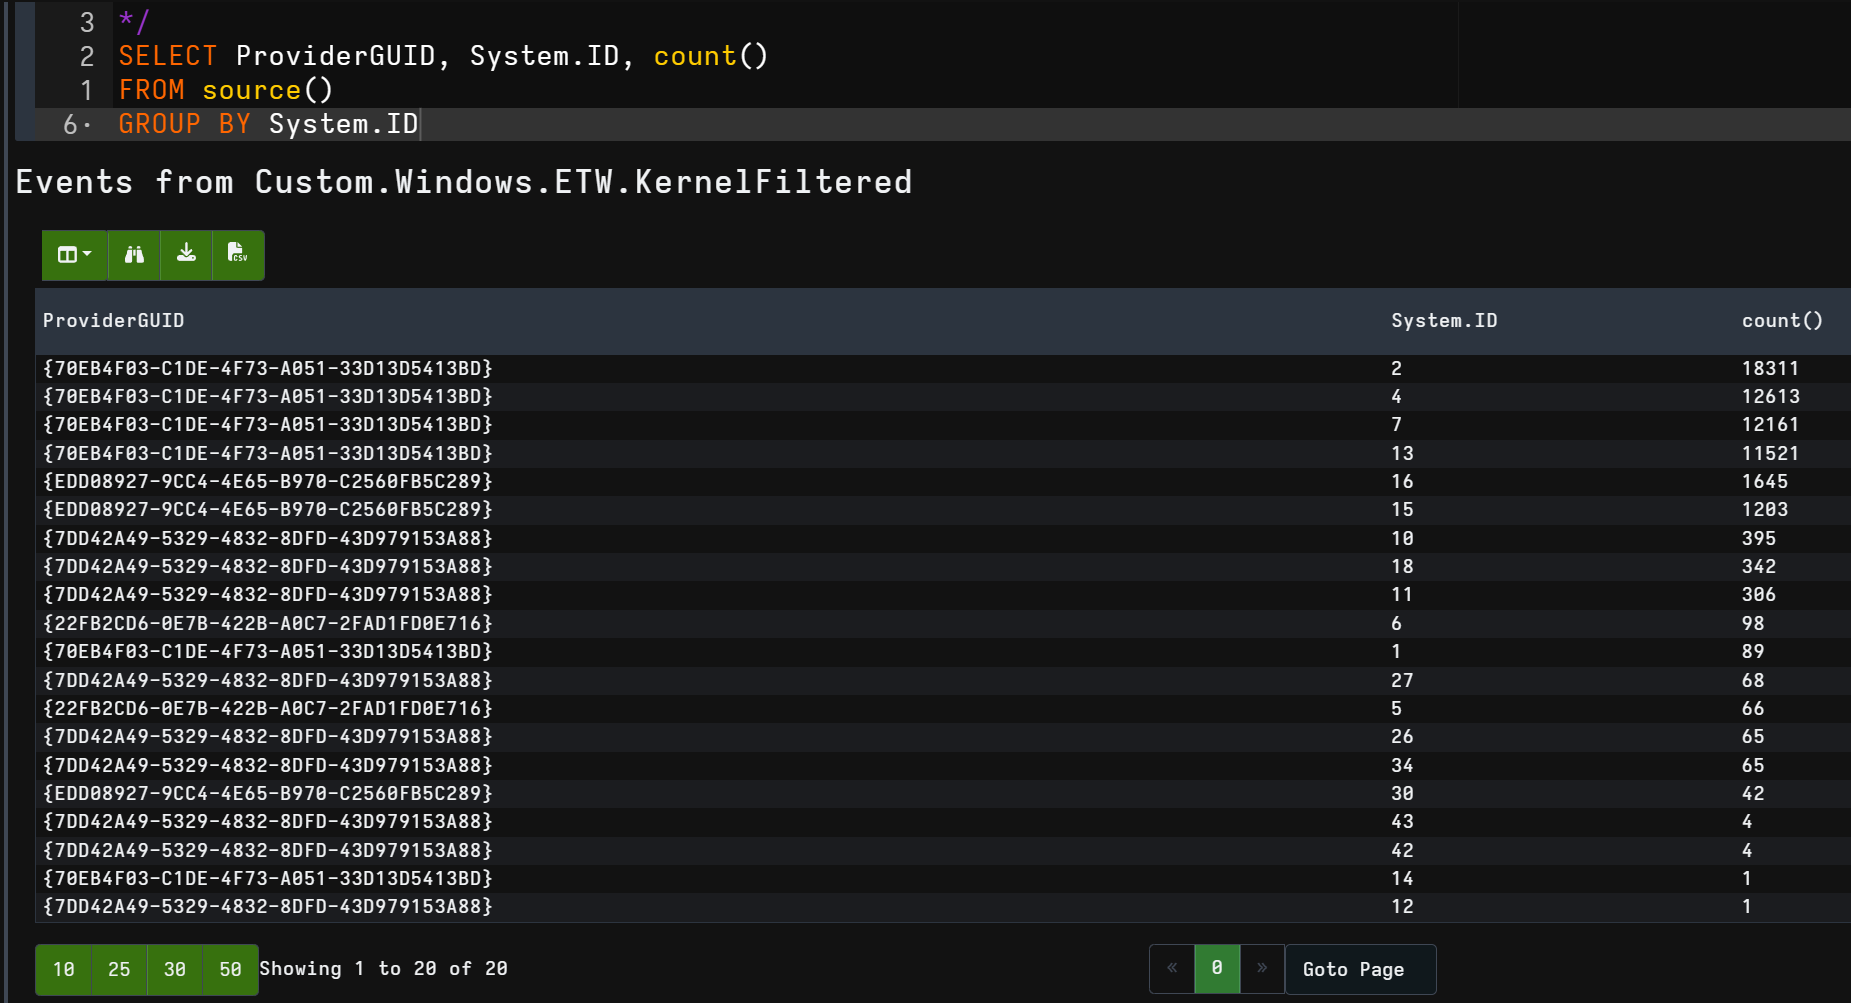 3 */
2 SELECT ProviderGUID, System.ID, count()
1 FROM source()
6· GROUP BY System.ID
Events from Custom.Windows.ETW.KernelFiltered
CSV
ProviderGUID System.ID count()
{70EB4F03-C1DE-4F73-A051-33D13D5413BD} 2 18311
{70EB4F03-C1DE-4F73-A051-33D13D5413BD} 4 12613
{70EB4F03-C1DE-4F73-A051-33D13D5413BD} 7 12161
{70EB4F03-C1DE-4F73-A051-33D13D5413BD} 13 11521
{EDD08927-9CC4-4E65-B970-C2560FB5C289} 16 1645
{EDD08927-9CC4-4E65-B970-C2560FB5C289} 15 1203
{7DD42A49-5329-4832-8DFD-43D979153A88} 10 395
{7DD42A49-5329-4832-8DFD-43D979153A88} 18 342
{7DD42A49-5329-4832-8DFD-43D979153A88} 11 306
{22FB2CD6-0E7B-422B-A0C7-2FAD1FD0E716} 6 98
{70EB4F03-C1DE-4F73-A051-33D13D5413BD} 1 89
{7DD42A49-5329-4832-8DFD-43D979153A88} 27 68
{22FB2CD6-0E7B-422B-A0C7-2FAD1FD0E716} 5 66
{7DD42A49-5329-4832-8DFD-43D979153A88} 26 65
{7DD42A49-5329-4832-8DFD-43D979153A88} 34 65
{EDD08927-9CC4-4E65-B970-C2560FB5C289} 30 42
{7DD42A49-5329-4832-8DFD-43D979153A88} 43 4
{7DD42A49-5329-4832-8DFD-43D979153A88} 42 4
{70EB4F03-C1DE-4F73-A051-33D13D5413BD} 14 1
{7DD42A49-5329-4832-8DFD-43D979153A88} 12 1
10 25 30 50 Showing 1 to 20 of 20 « 0 » Goto Page